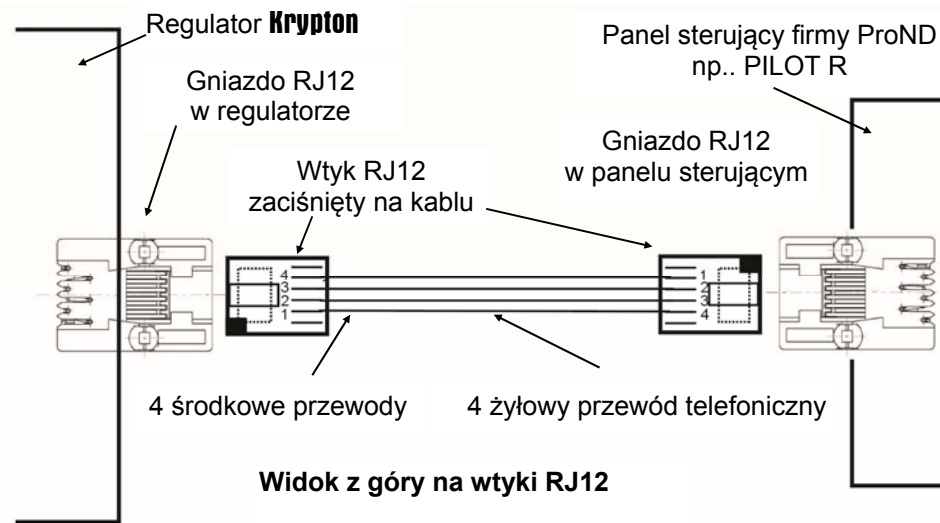 Regulator Krypton
Panel sterujący firmy ProND
np.. PILOT R
Gniazdo RJ12
w regulatorze
Gniazdo RJ12
w panelu sterującym
Wtyk RJ12
zaciśnięty na kablu
4
3
2
1
1
2
3
4
4 środkowe przewody
4 żyłowy przewód telefoniczny
Widok z góry na wtyki RJ12